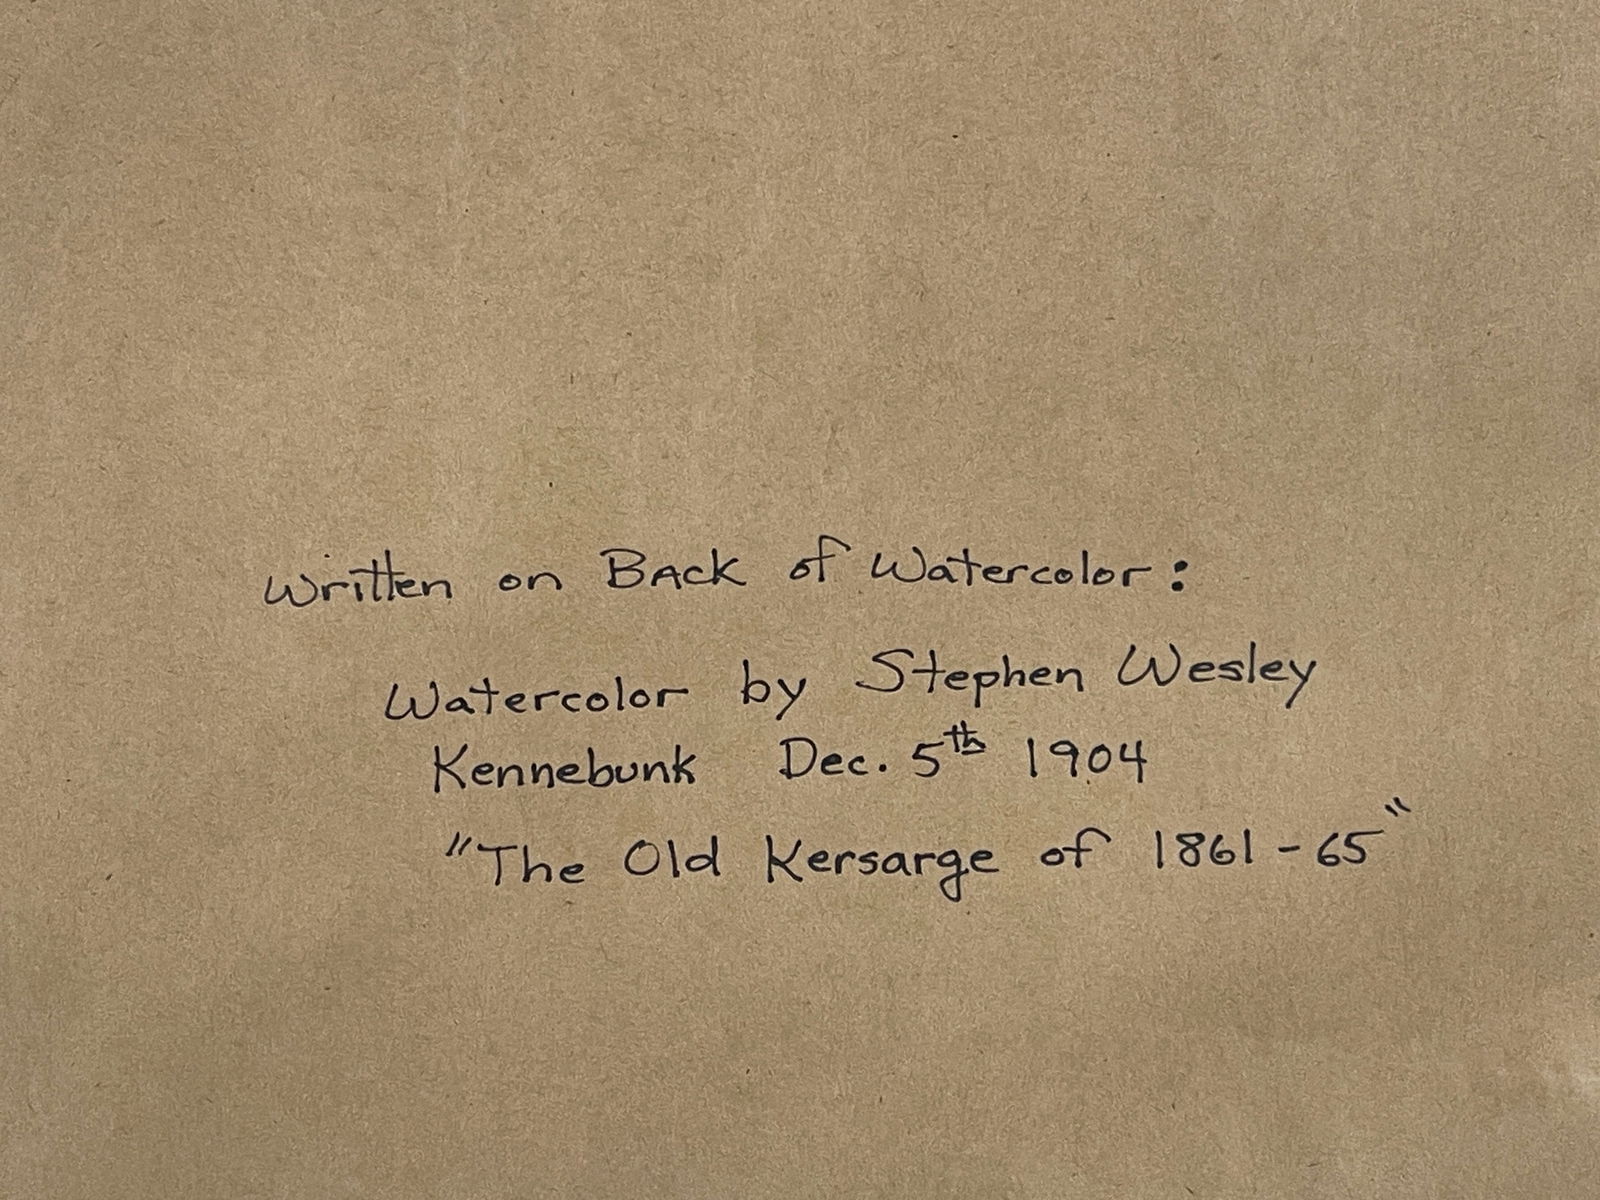 Written on Back of Watercolor:
Watercolor by Stephen Wesley
Kennebunk Dec. 5th 1904
"The Old Kersarge of 1861-65"